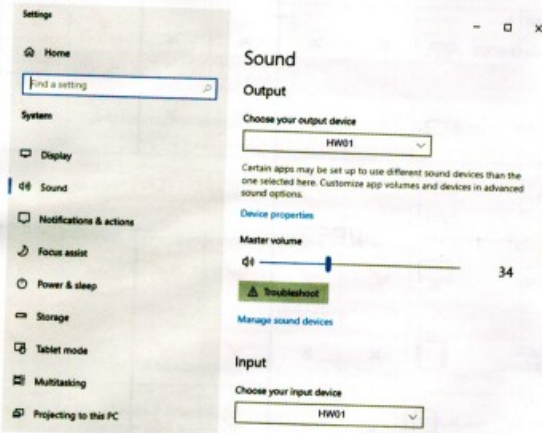 Settings
Home
Find a setting
System
Display
Sound
Notifications & actions
Focus assist
Power & sleep
Storage
Tablet mode
Multitasking
Projecting to this PC
Sound
Output
Choose your output device
HW01
Certain apps may be set up to use different sound devices than the
one selected here. Customize app volumes and devices in advanced
sound options.
Device properties
Master volume
34
Troubleshoot
Manage sound devices
Input
Choose your input device
HW01